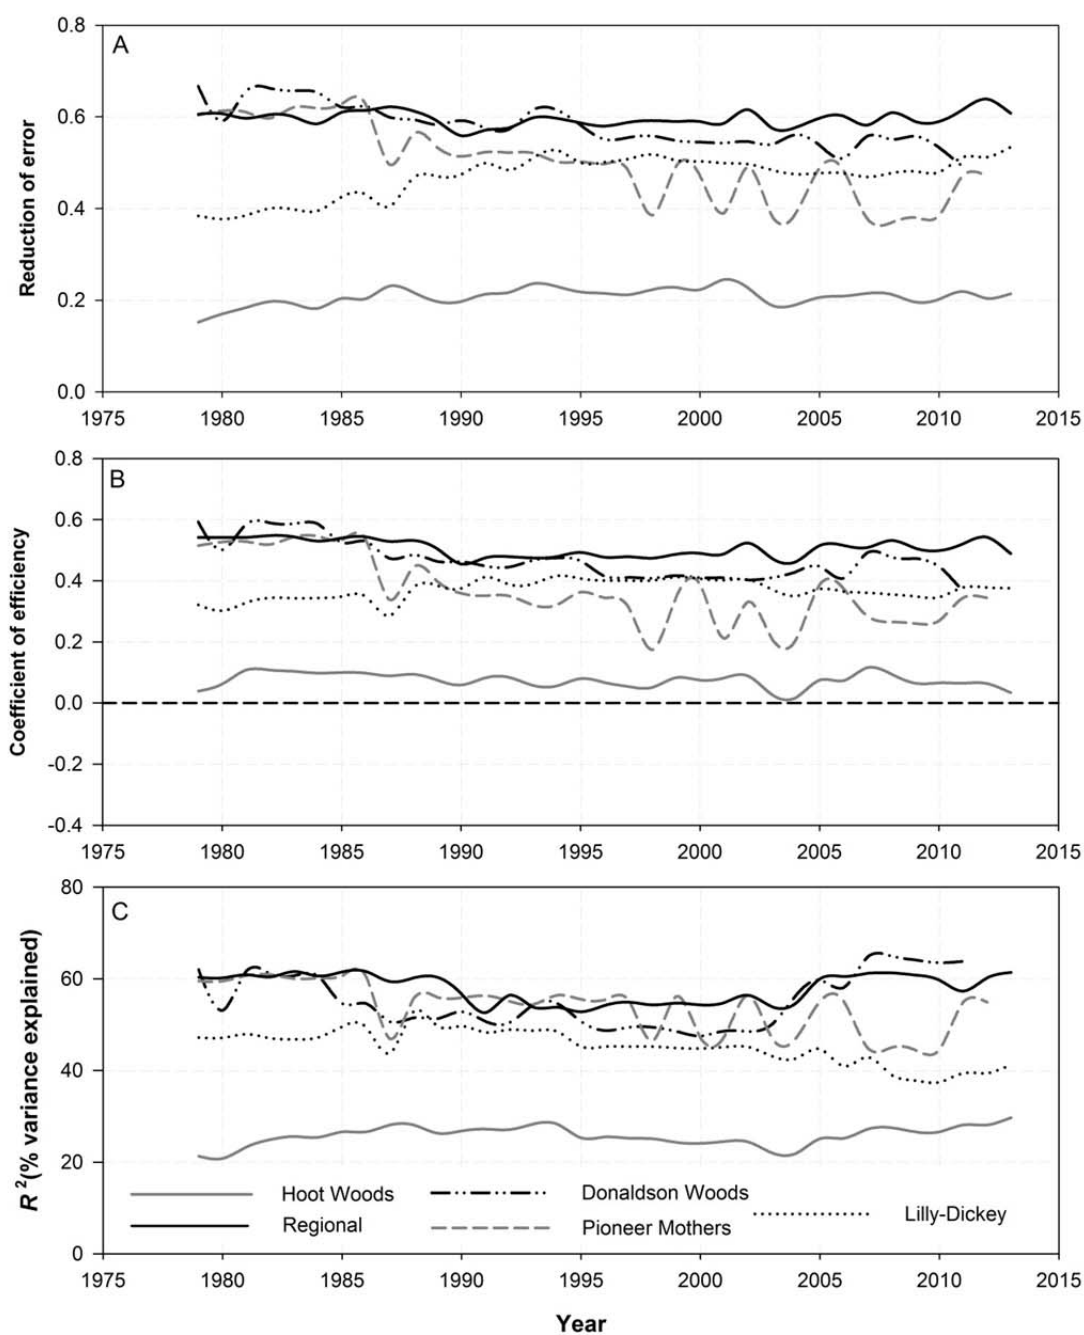 A
Reduction of error
0.8
0.6
0.4
0.2
0.0
1975 1980 1985 1990 1995 2000 2005 2010 2015
B
Coefficient of efficiency
0.8
0.6
0.4
0.2
0.0
-0.2
-0.4
1975 1980 1985 1990 1995 2000 2005 2010 2015
C
R ² (% variance explained)
80
60
40
20
0
Hoot Woods
Regional
Donaldson Woods
Pioneer Mothers
Lilly-Dickey
1975 1980 1985 1990 1995 2000 2005 2010 2015
Year